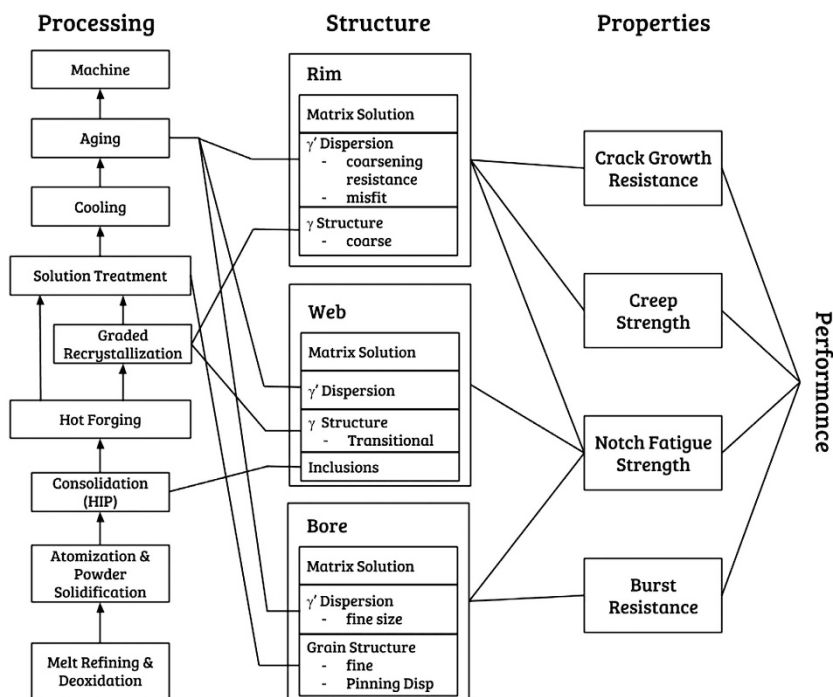 Processing
Structure
Properties
Machine
Aging
Cooling
Solution Treatment
Graded
Recrystallization
Hot Forging
Consolidation
(HIP)
Atomization &
Powder
Solidification
Melt Refining &
Deoxidation
Rim
Matrix Solution
γ′ Dispersion
- coarsening
resistance
- misfit
γ Structure
- coarse
Web
Matrix Solution
γ′ Dispersion
γ Structure
- Transitional
Inclusions
Bore
Matrix Solution
γ′ Dispersion
- fine size
Grain Structure
- fine
- Pinning Disp
Crack Growth
Resistance
Creep
Strength
Notch Fatigue
Strength
Burst
Resistance
Performance